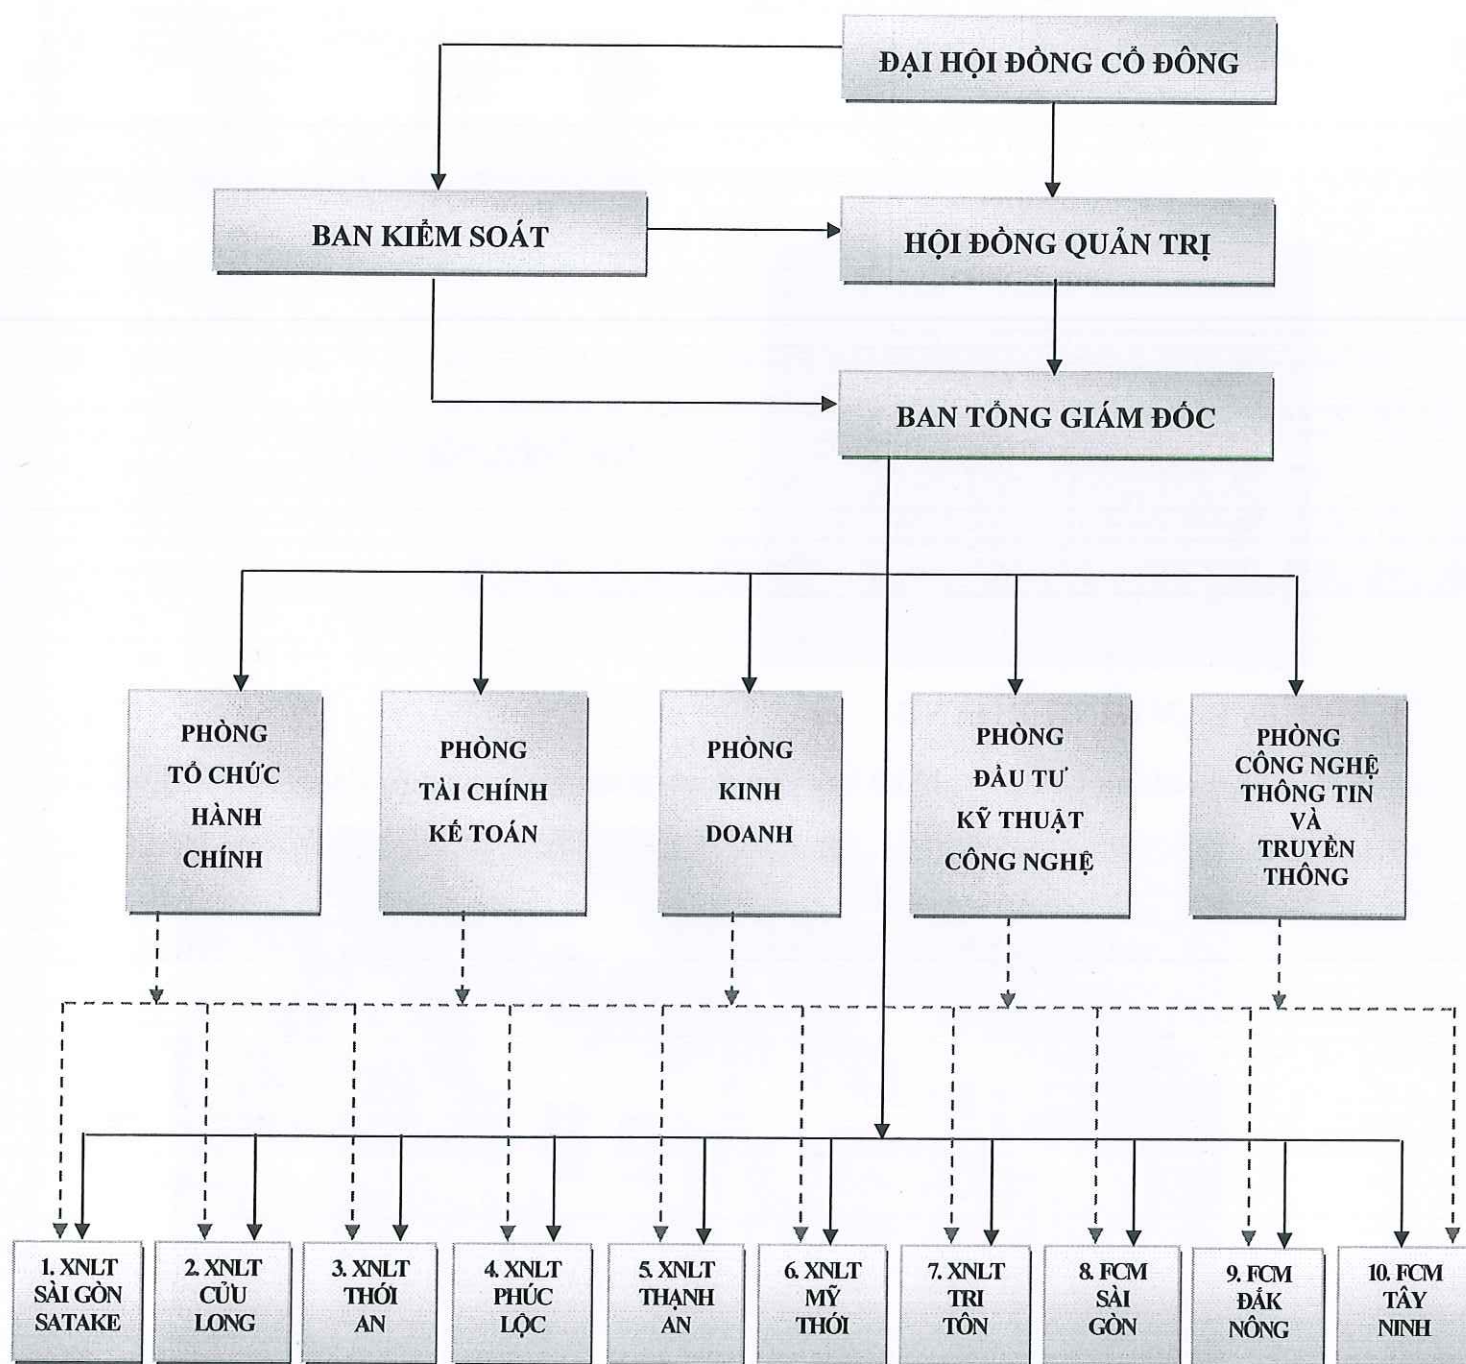 ĐẠI HỘI ĐỒNG CỔ ĐÔNG
BAN KIỂM SOÁT
HỘI ĐỒNG QUẢN TRỊ
BAN TỔNG GIÁM ĐỐC
PHÒNG
TỔ CHỨC
HÀNH
CHÍNH
PHÒNG
TÀI CHÍNH
KẾ TOÁN
PHÒNG
KINH
DOANH
PHÒNG
ĐẦU TƯ
KỸ THUẬT
CÔNG NGHỆ
PHÒNG
CÔNG NGHỆ
THÔNG TIN
VÀ
TRUYỀN
THÔNG
1. XNLT
SÀI GÒN
SATAKE
2. XNLT
CỬU
LONG
3. XNLT
THỚI
AN
4. XNLT
PHÚC
LỘC
5. XNLT
THẠNH
AN
6. XNLT
MỸ
THỚI
7. XNLT
TRI
TÔN
8. FCM
SÀI
GÒN
9. FCM
ĐẮK
NÔNG
10. FCM
TÂY
NINH